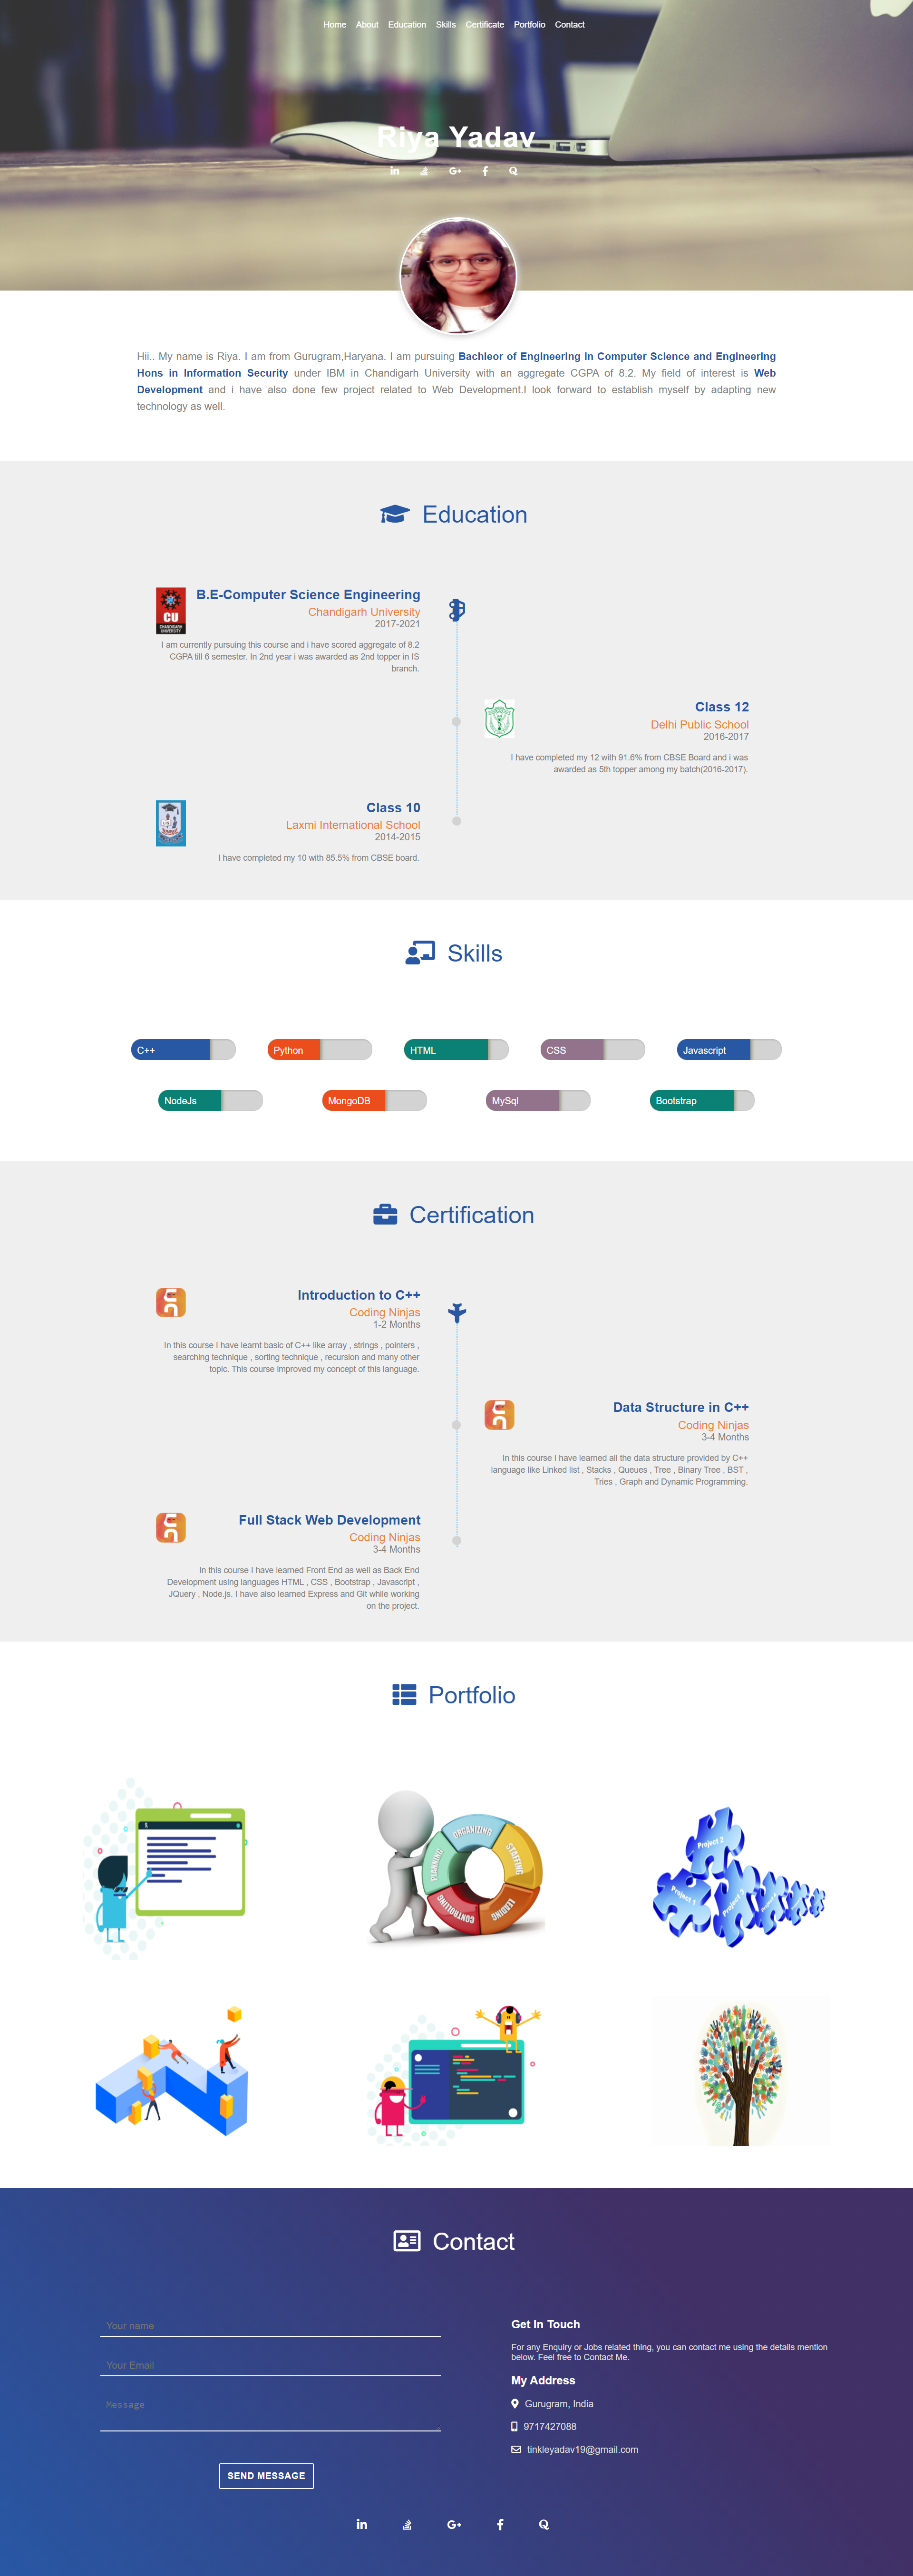 Home About Education Skills Certificate Portfolio Contact
Riya Yadav
Hii.. My name is Riya. I am from Gurugram,Haryana. I am pursuing Bachleor of Engineering in Computer Science and Engineering
Hons in Information Security under IBM in Chandigarh University with an aggregate CGPA of 8.2. My field of interest is Web
Development and i have also done few project related to Web Development.I look forward to establish myself by adapting new
technology as well.
Education
CU
CHANDIGARH
UNIVERSITY
B.E-Computer Science Engineering
Chandigarh University
2017-2021
I am currently pursuing this course and i have scored aggregate of 8.2
CGPA till 6 semester. In 2nd year i was awarded as 2nd topper in IS
branch.
Class 12
Delhi Public School
2016-2017
I have completed my 12 with 91.6% from CBSE Board and i was
awarded as 5th topper among my batch(2016-2017).
Class 10
Laxmi International School
2014-2015
I have completed my 10 with 85.5% from CBSE board.
Skills
C++ Python HTML CSS Javascript
NodeJs MongoDB MySql Bootstrap
Certification
Introduction to C++
Coding Ninjas
1-2 Months
In this course I have learnt basic of C++ like array , strings , pointers ,
searching technique , sorting technique , recursion and many other
topic. This course improved my concept of this language.
Data Structure in C++
Coding Ninjas
3-4 Months
In this course I have learned all the data structure provided by C++
language like Linked list , Stacks , Queues , Tree , Binary Tree , BST ,
Tries , Graph and Dynamic Programming.
Full Stack Web Development
Coding Ninjas
3-4 Months
In this course I have learned Front End as well as Back End
Development using languages HTML , CSS , Bootstrap , Javascript ,
JQuery , Node.js. I have also learned Express and Git while working
on the project.
Portfolio
ORGANIZING
STAFFING
LEADING
CONTROLLING
PLANNING
Project 2
Project 1
Contact
Your name
Your Email
Message
SEND MESSAGE
Get In Touch
For any Enquiry or Jobs related thing, you can contact me using the details mention
below. Feel free to Contact Me.
My Address
Gurugram, India
9717427088
tinkleyadav19@gmail.com